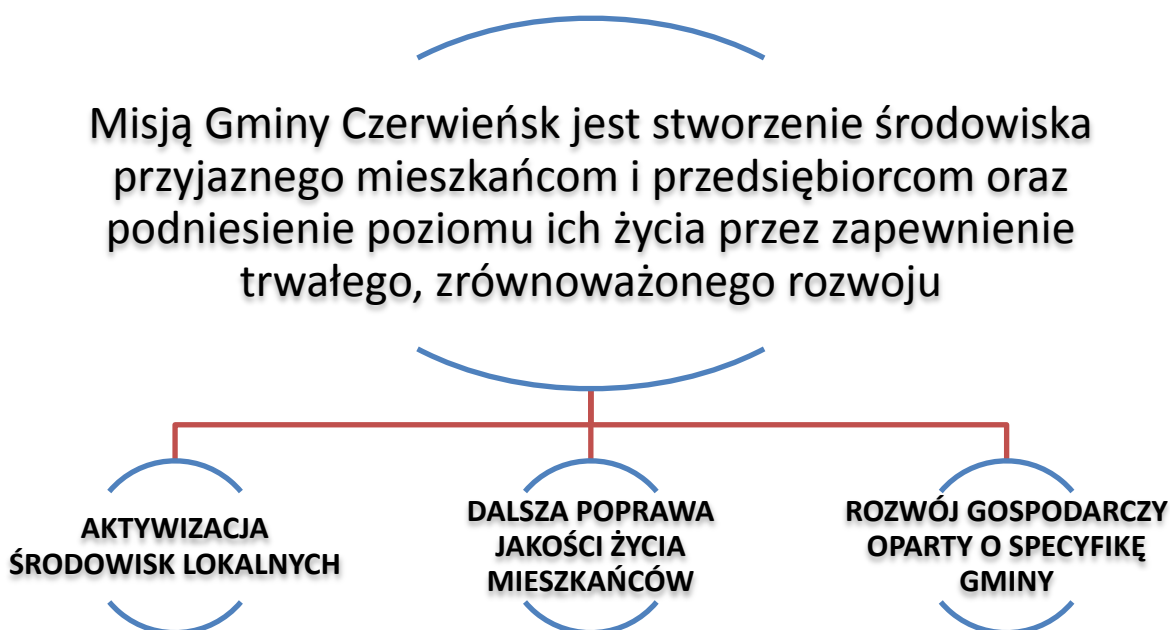 Misją Gminy Czerwieńsk jest stworzenie środowiska
przyjaznego mieszkańcom i przedsiębiorcom oraz
podniesienie poziomu ich życia przez zapewnienie
trwałego, zrównoważonego rozwoju
AKTYWIZACJA
ŚRODOWISK LOKALNYCH
DALSZA POPRAWA
JAKOŚCI ŻYCIA
MIESZKAŃCÓW
ROZWÓJ GOSPODARCZY
OPARTY O SPECYFIKĘ
GMINY